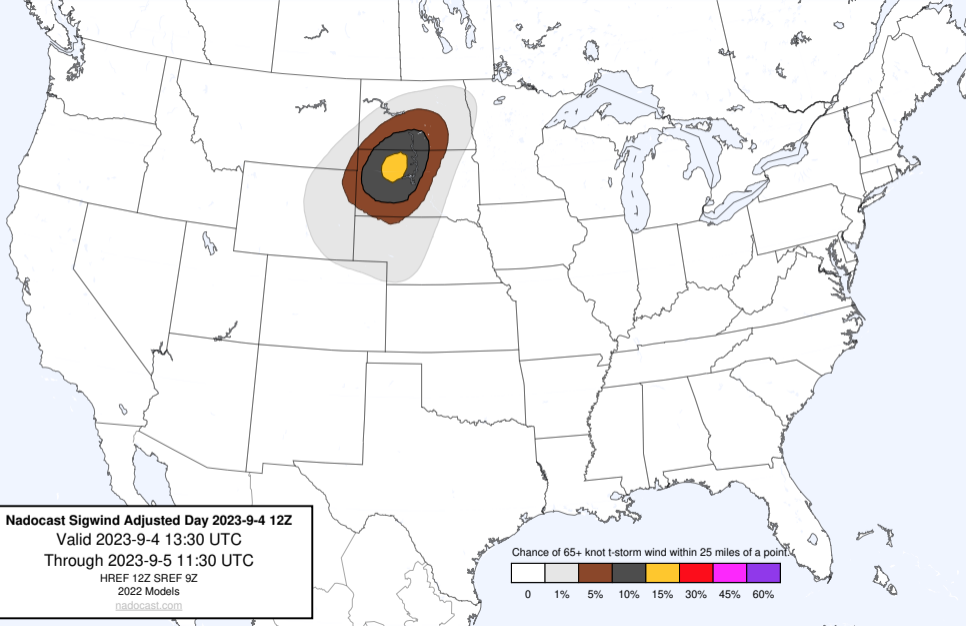 Nadocast Sigwind Adjusted Day 2023-9-4 12Z
Valid 2023-9-4 13:30 UTC
Through 2023-9-5 11:30 UTC
HREF 12Z SREF 9Z
2022 Models
nadocast.com
Chance of 65+ knot t-storm wind within 25 miles of a point.
0 1% 5% 10% 15% 30% 45% 60%